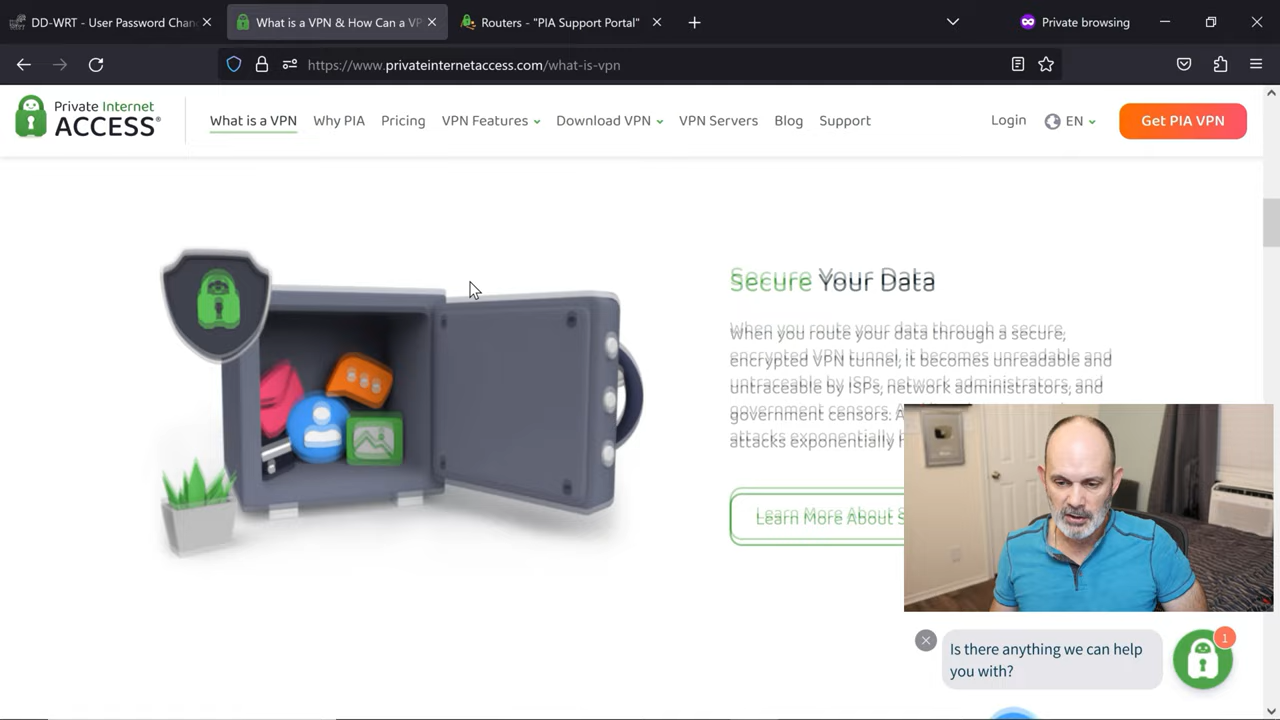 DD-WRT - User Password Chan
What is a VPN & How Can a VP
Routers - "PIA Support Portal"
Private browsing
https://www.privateinternetaccess.com/what-is-vpn
Private Internet
ACCESS®
What is a VPN
Why PIA
Pricing
VPN Features
Download VPN
VPN Servers
Blog
Support
Login
EN
Get PIA VPN
Secure Your Data
When you route your data through a secure,
encrypted VPN tunnel, it becomes unreadable and
untraceable by ISPs, network administrators, and
government censors. A
attacks exponentially h
Learn More About S
Is there anything we can help
you with?
1